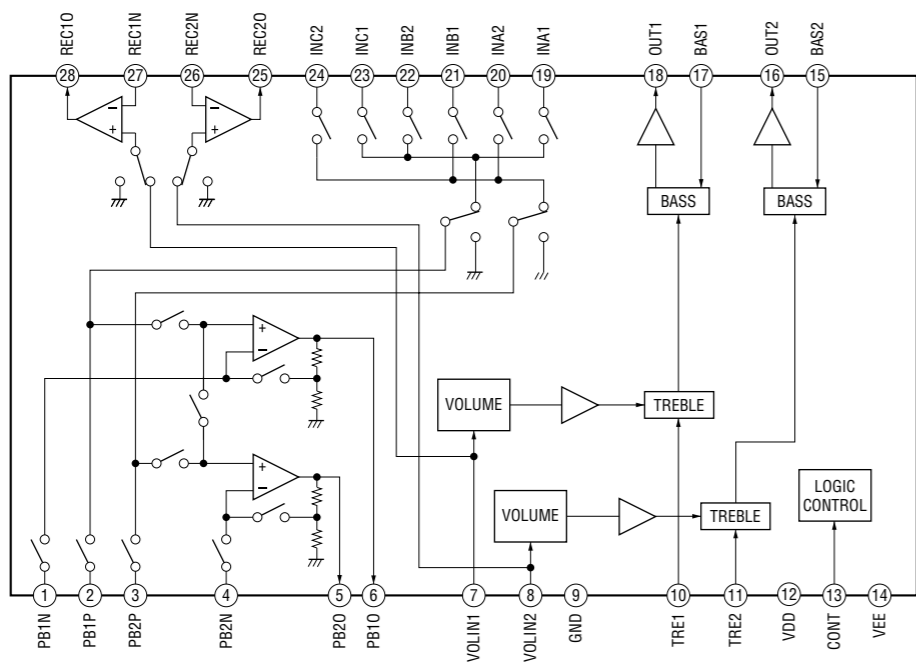 REC1O
REC1N
REC2N
REC2O
INC2
INC1
INB2
INB1
INA2
INA1
OUT1
BAS1
OUT2
BAS2
28
27
26
25
24
23
22
21
20
19
18
17
16
15
−
+
−
+
BASS
BASS
+
−
VOLUME
TREBLE
+
−
VOLUME
TREBLE
LOGIC
CONTROL
1
2
3
4
5
6
7
8
9
10
11
12
13
14
PB1N
PB1P
PB2P
PB2N
PB2O
PB1O
VOLIN1
VOLIN2
GND
TRE1
TRE2
VDD
CONT
VEE